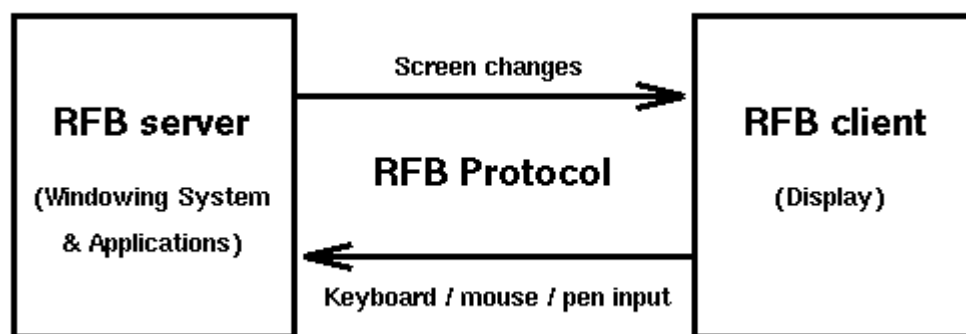 RFB server
(Windowing System
& Applications)
Screen changes
RFB Protocol
Keyboard / mouse / pen input
RFB client
(Display)